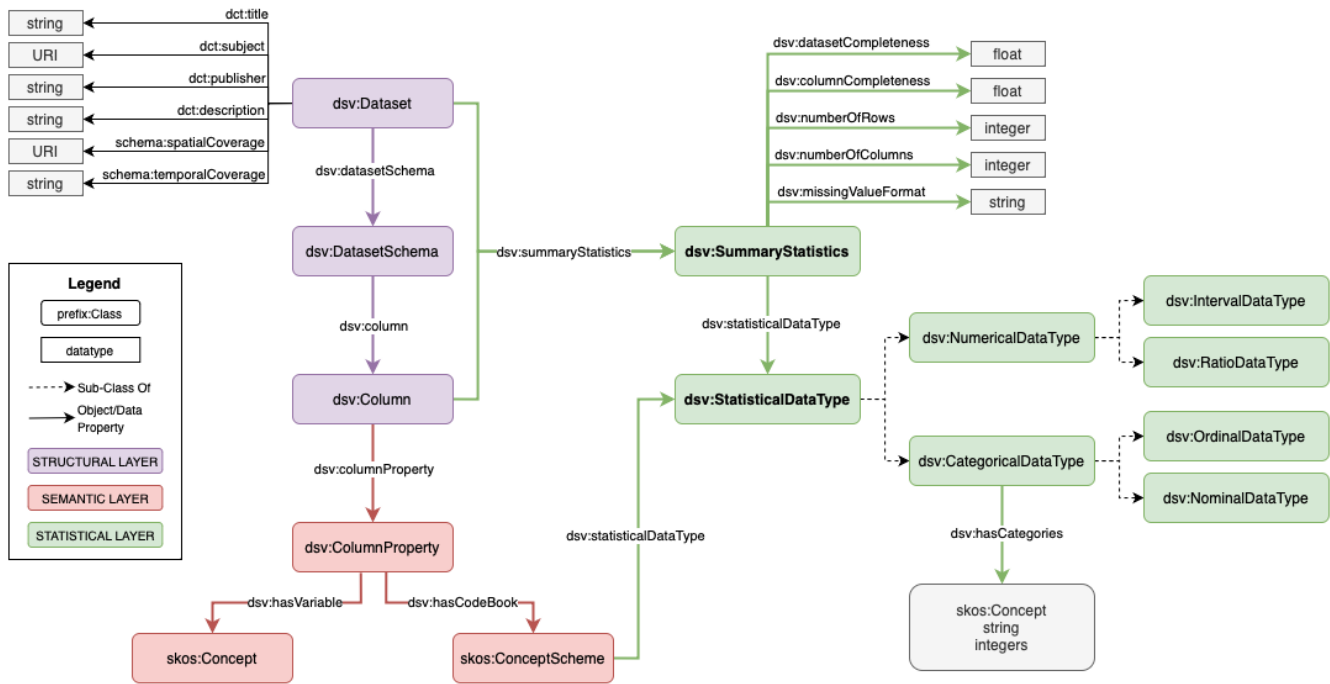 string
dct:title
URI
dct:subject
string
dct:publisher
string
dct:description
URI
schema:spatialCoverage
string
schema:temporalCoverage
dsv:Dataset
dsv:datasetSchema
dsv:DatasetSchema
dsv:column
dsv:Column
dsv:summaryStatistics
dsv:datasetCompleteness
float
dsv:columnCompleteness
float
dsv:numberOfRows
integer
dsv:numberOfColumns
integer
dsv:missingValueFormat
string
dsv:SummaryStatistics
dsv:statisticalDataType
dsv:StatisticalDataType
dsv:NumericalDataType
dsv:IntervalDataType
dsv:RatioDataType
dsv:CategoricalDataType
dsv:OrdinalDataType
dsv:NominalDataType
dsv:hasCategories
skos:Concept
string
integers
Legend
prefix:Class
datatype
Sub-Class Of
Object/Data
Property
STRUCTURAL LAYER
SEMANTIC LAYER
STATISTICAL LAYER
dsv:columnProperty
dsv:ColumnProperty
dsv:hasVariable
dsv:hasCodeBook
skos:Concept
skos:ConceptScheme
dsv:statisticalDataType